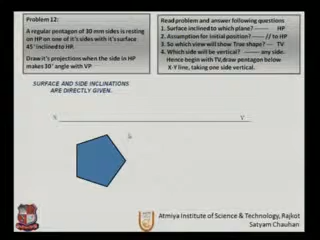 Problem 12:
A regular pentagon of 30 mm sides is resting
on HP on one of it's sides with it's surface
45° inclined to HP.
Draw it's projections when the side in HP
makes 30° angle with VP
Read problem and answer following questions
1. Surface inclined to which plane? ------- HP
2. Assumption for initial position? ------ // to HP
3. So which view will show True shape? --- TV
4. Which side will be vertical? ------- any side.
Hence begin with TV,draw pentagon below
X-Y line, taking one side vertical.
SURFACE AND SIDE INCLINATIONS
ARE DIRECTLY GIVEN.
X Y
Atmiya Institute of Science & Technology, Rajkot
Satyam Chauhan